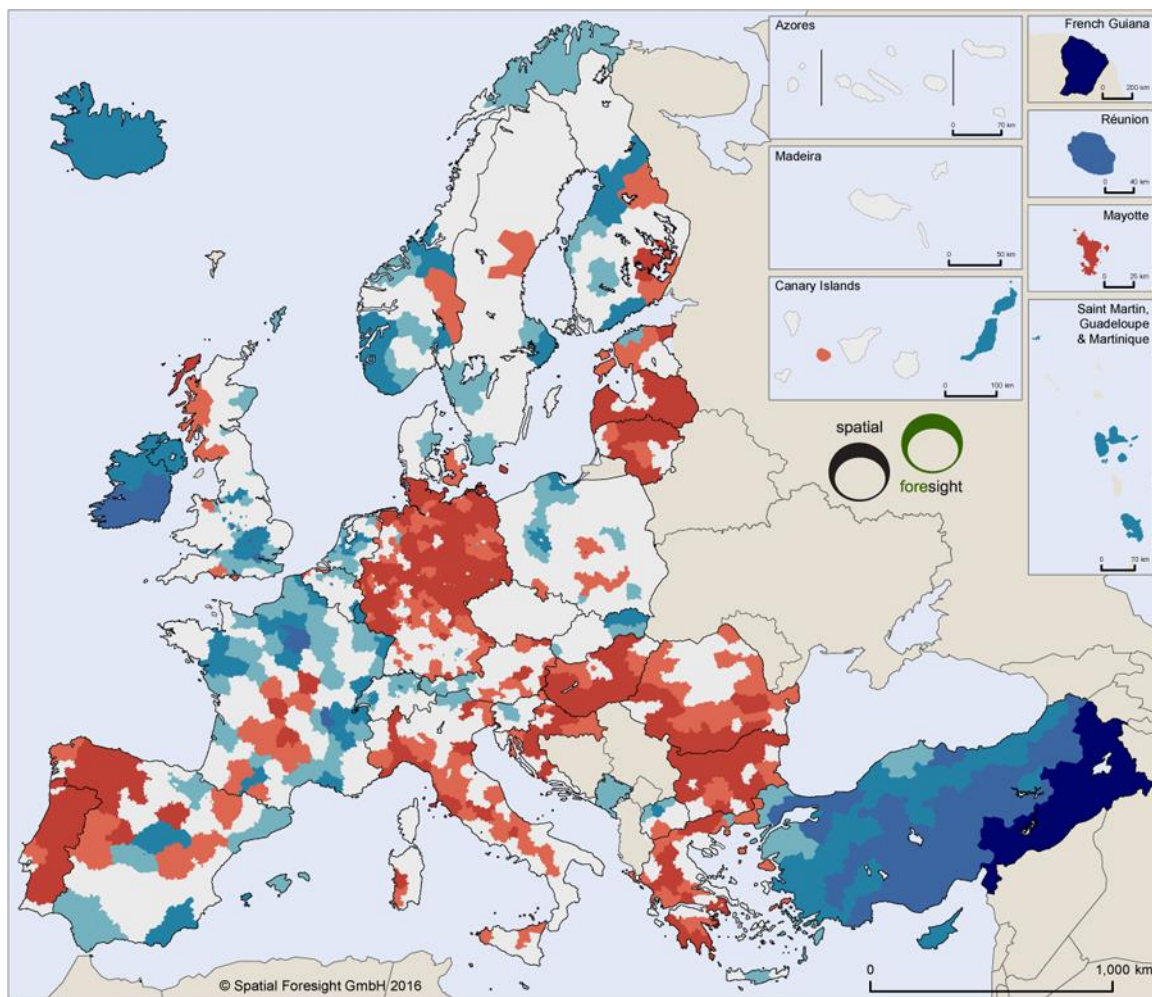 Azores
0 70 km
Madeira
0 50 km
Canary Islands
0 100 km
French Guiana
0 200 km
Réunion
0 40 km
Mayotte
0 25 km
Saint Martin,
Guadeloupe
& Martinique
0 70 km
spatial
foresight
0 1,000 km
© Spatial Foresight GmbH 2016